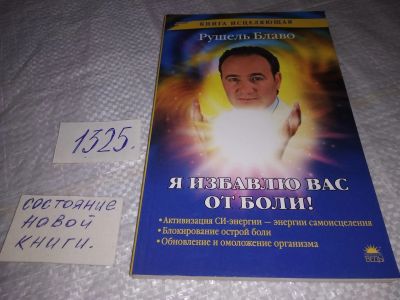 КНИГА ИСЦЕЛЯЮЩАЯ
Рушель Блаво
Я ИЗБАВЛЮ ВАС
ОТ БОЛИ!
•Активизация СИ-энергии — энергии самоисцеления
•Блокирование острой боли
•Обновление и омоложение организма
ВЕСЬ
1325.
состояние
новой
книги.